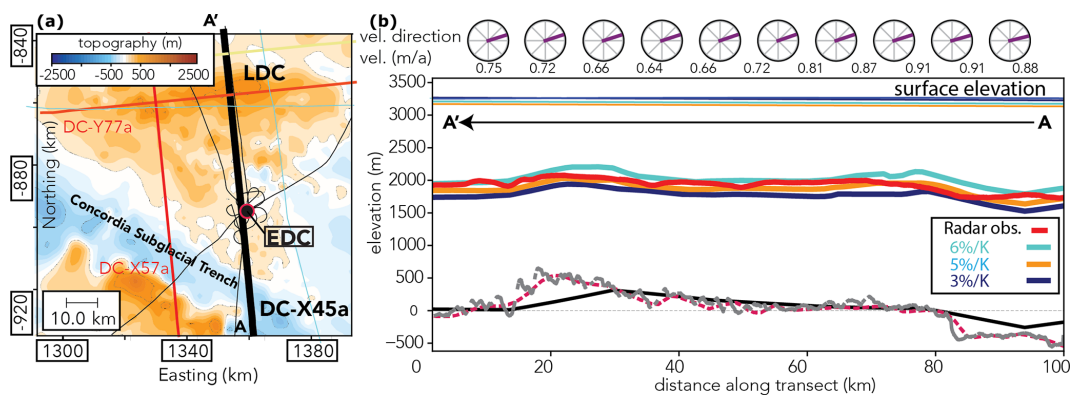 (a)
A'
topography (m)
-2500 -500 500 2500
LDC
DC-Y77a
Concordia Subglacial Trench
EDC
DC-X57a
DC-X45a
A
10.0 km
-840
-880
-920
Northing (km)
1300 1340 1380
Easting (km)
(b)
vel. direction
vel. (m/a)
0.75 0.72 0.66 0.64 0.66 0.72 0.81 0.87 0.91 0.91 0.88
surface elevation
A' A
Radar obs.
6%/K
5%/K
3%/K
3500
3000
2500
2000
1500
1000
500
0
−500
elevation (m)
0 20 40 60 80 100
distance along transect (km)